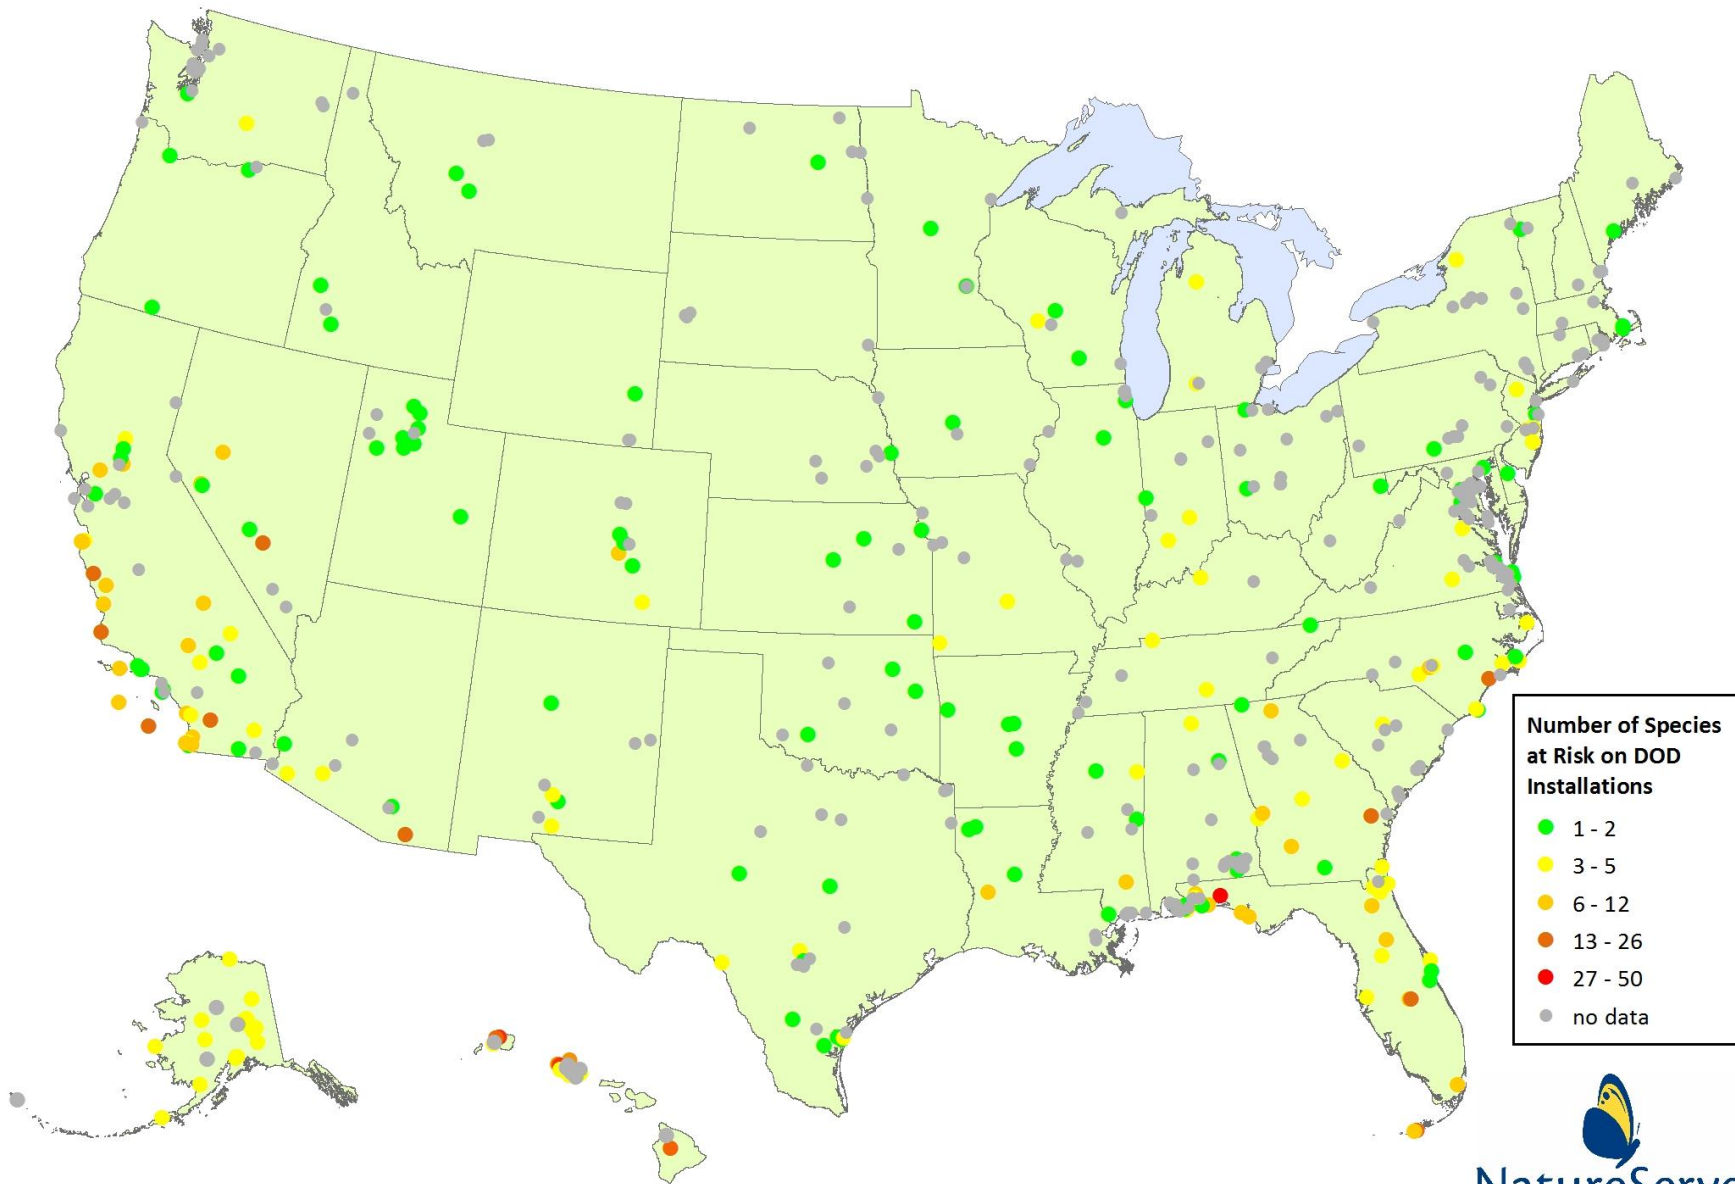 Number of Species
at Risk on DOD
Installations
1 - 2
3 - 5
6 - 12
13 - 26
27 - 50
no data
NatureServe